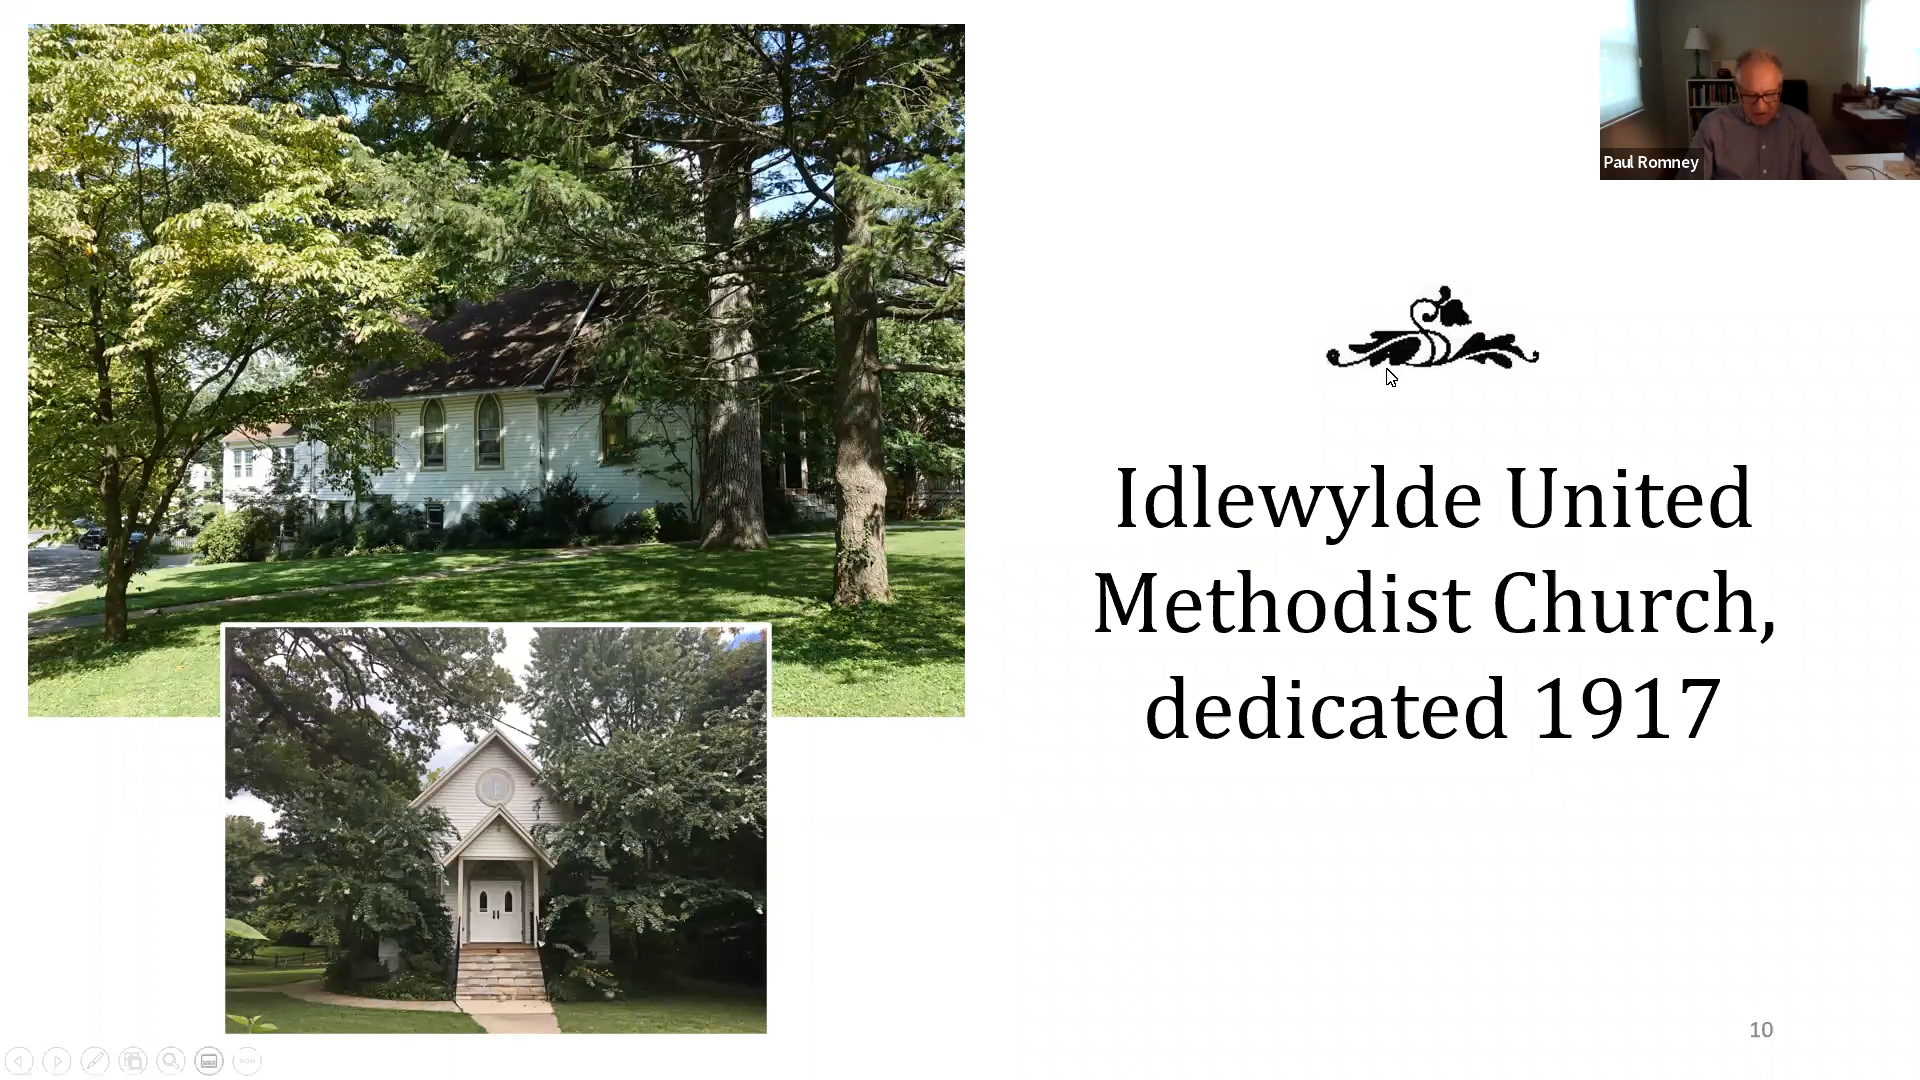 Paul Romney
Idlewylde United
Methodist Church,
dedicated 1917
10